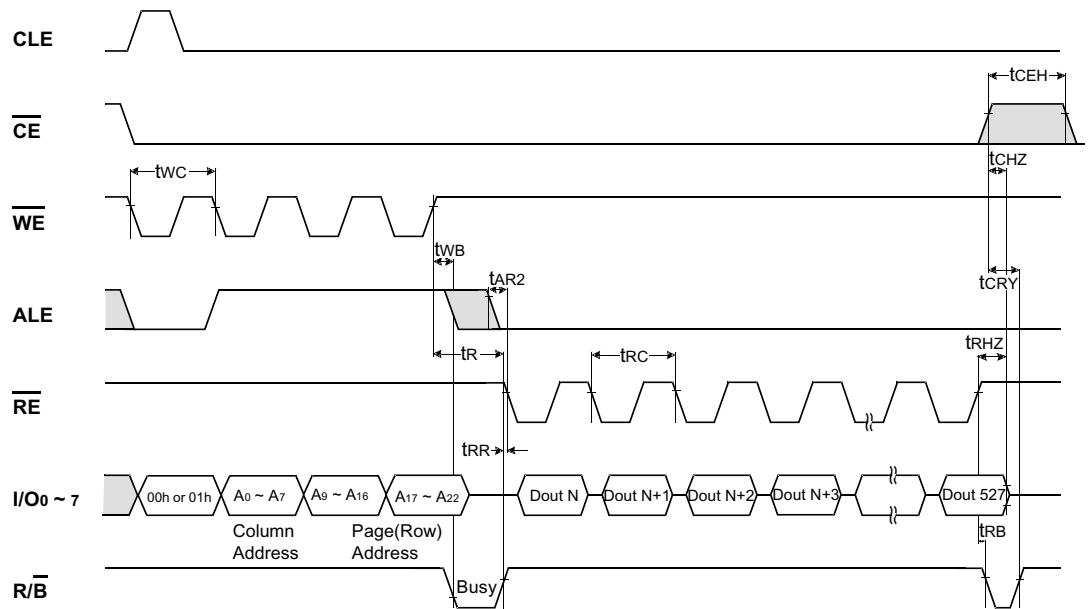 CLE
tCEH
CE
tCHZ
tWC
WE
tWB
tAR2
tCRY
ALE
tR
tRC
tRHZ
RE
tRR
I/O0 ~ 7
00h or 01h
A0 ~ A7
A9 ~ A16
A17 ~ A22
Dout N
Dout N+1
Dout N+2
Dout N+3
Dout 527
Column
Address
Page(Row)
Address
tRB
R/B
Busy